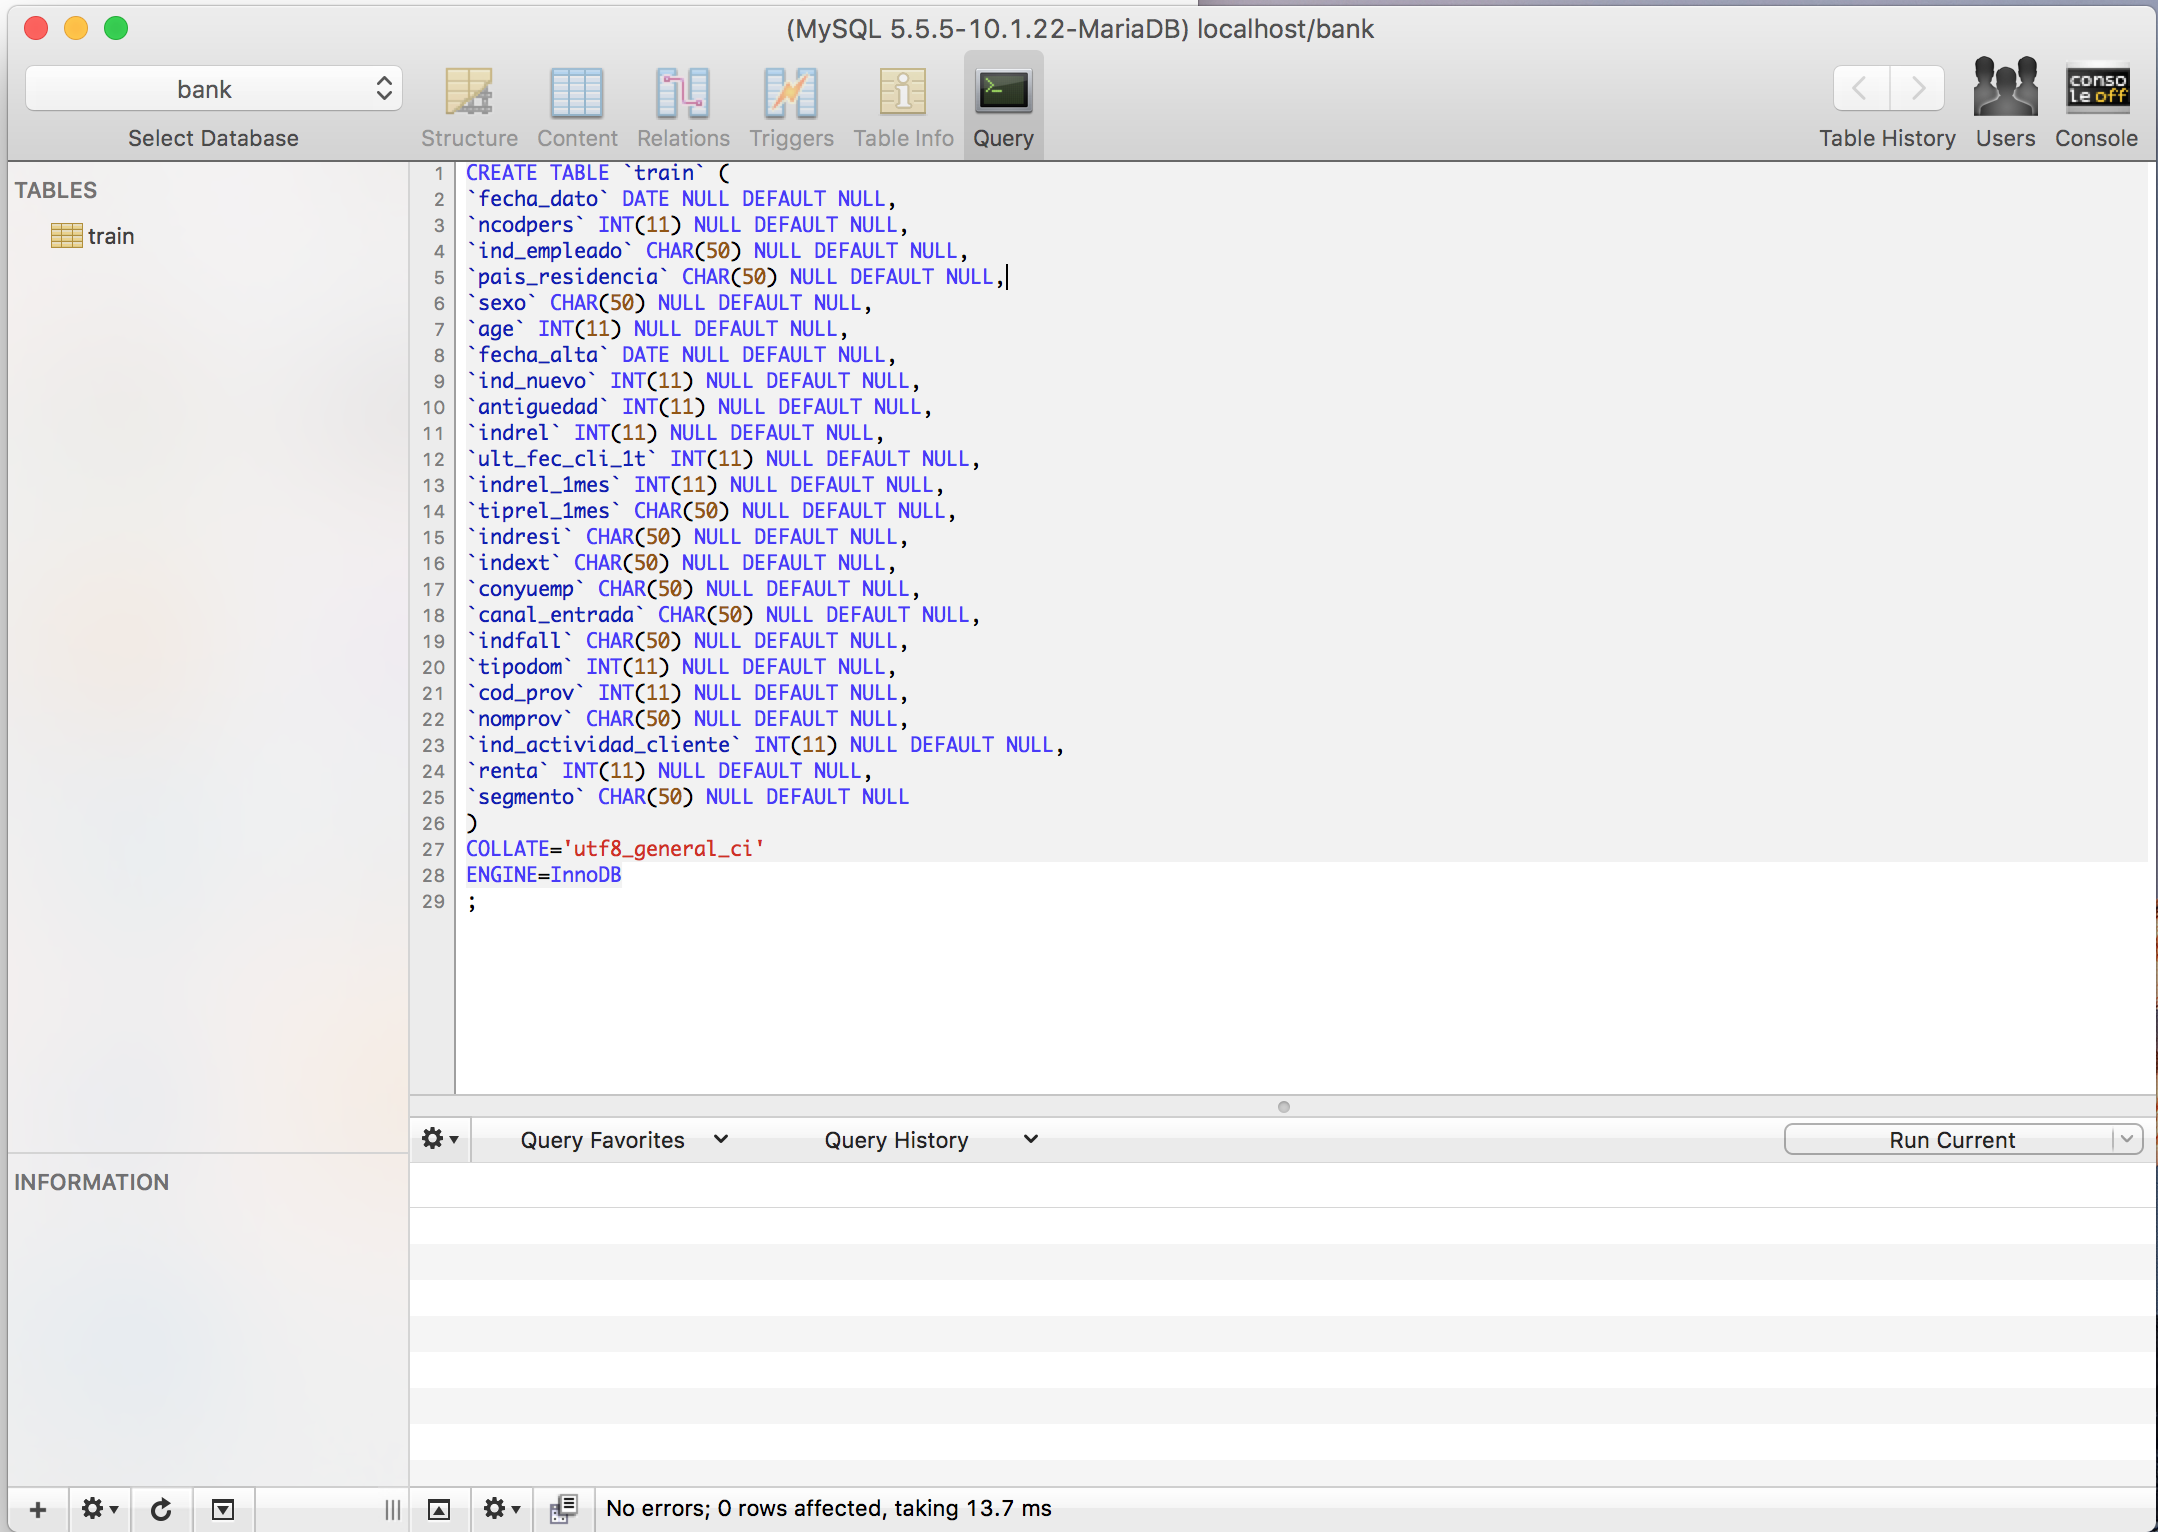 (MySQL 5.5.5-10.1.22-MariaDB) localhost/bank
bank
Select Database
Structure
Content
Relations
Triggers
Table Info
Query
Table History
Users
conso
le off
Console
TABLES
train
1 CREATE TABLE `train` (
2 `fecha_dato` DATE NULL DEFAULT NULL,
3 `ncodpers` INT(11) NULL DEFAULT NULL,
4 `ind_empleado` CHAR(50) NULL DEFAULT NULL,
5 `pais_residencia` CHAR(50) NULL DEFAULT NULL,
6 `sexo` CHAR(50) NULL DEFAULT NULL,
7 `age` INT(11) NULL DEFAULT NULL,
8 `fecha_alta` DATE NULL DEFAULT NULL,
9 `ind_nuevo` INT(11) NULL DEFAULT NULL,
10 `antiguedad` INT(11) NULL DEFAULT NULL,
11 `indrel` INT(11) NULL DEFAULT NULL,
12 `ult_fec_cli_1t` INT(11) NULL DEFAULT NULL,
13 `indrel_1mes` INT(11) NULL DEFAULT NULL,
14 `tiprel_1mes` CHAR(50) NULL DEFAULT NULL,
15 `indresi` CHAR(50) NULL DEFAULT NULL,
16 `indext` CHAR(50) NULL DEFAULT NULL,
17 `conyuemp` CHAR(50) NULL DEFAULT NULL,
18 `canal_entrada` CHAR(50) NULL DEFAULT NULL,
19 `indfall` CHAR(50) NULL DEFAULT NULL,
20 `tipodom` INT(11) NULL DEFAULT NULL,
21 `cod_prov` INT(11) NULL DEFAULT NULL,
22 `nomprov` CHAR(50) NULL DEFAULT NULL,
23 `ind_actividad_cliente` INT(11) NULL DEFAULT NULL,
24 `renta` INT(11) NULL DEFAULT NULL,
25 `segmento` CHAR(50) NULL DEFAULT NULL
26 )
27 COLLATE='utf8_general_ci'
28 ENGINE=InnoDB
29 ;
Query Favorites
Query History
Run Current
INFORMATION
No errors; 0 rows affected, taking 13.7 ms